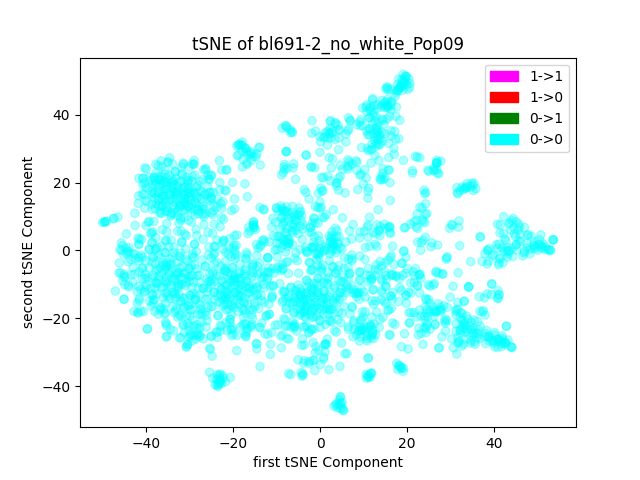 tSNE of bl691-2_no_white_Pop09
1->1
1->0
0->1
0->0
second tSNE Component
40
20
0
−20
−40
−40 −20 0 20 40
first tSNE Component